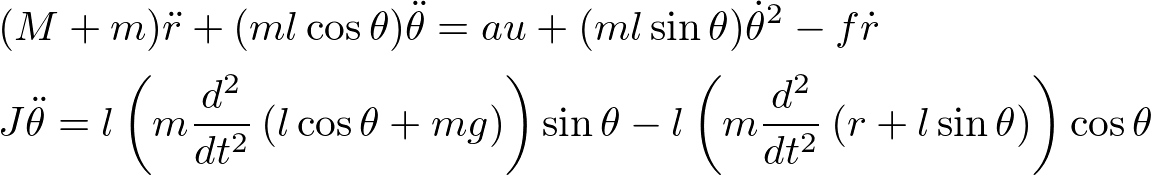 (M + m)r̈ + (ml cos θ)θ̈ = au + (ml sin θ)θ̇² − fṙ
Jθ̈ = l ( m d²/dt² (l cos θ + mg) ) sin θ − l ( m d²/dt² (r + l sin θ) ) cos θ